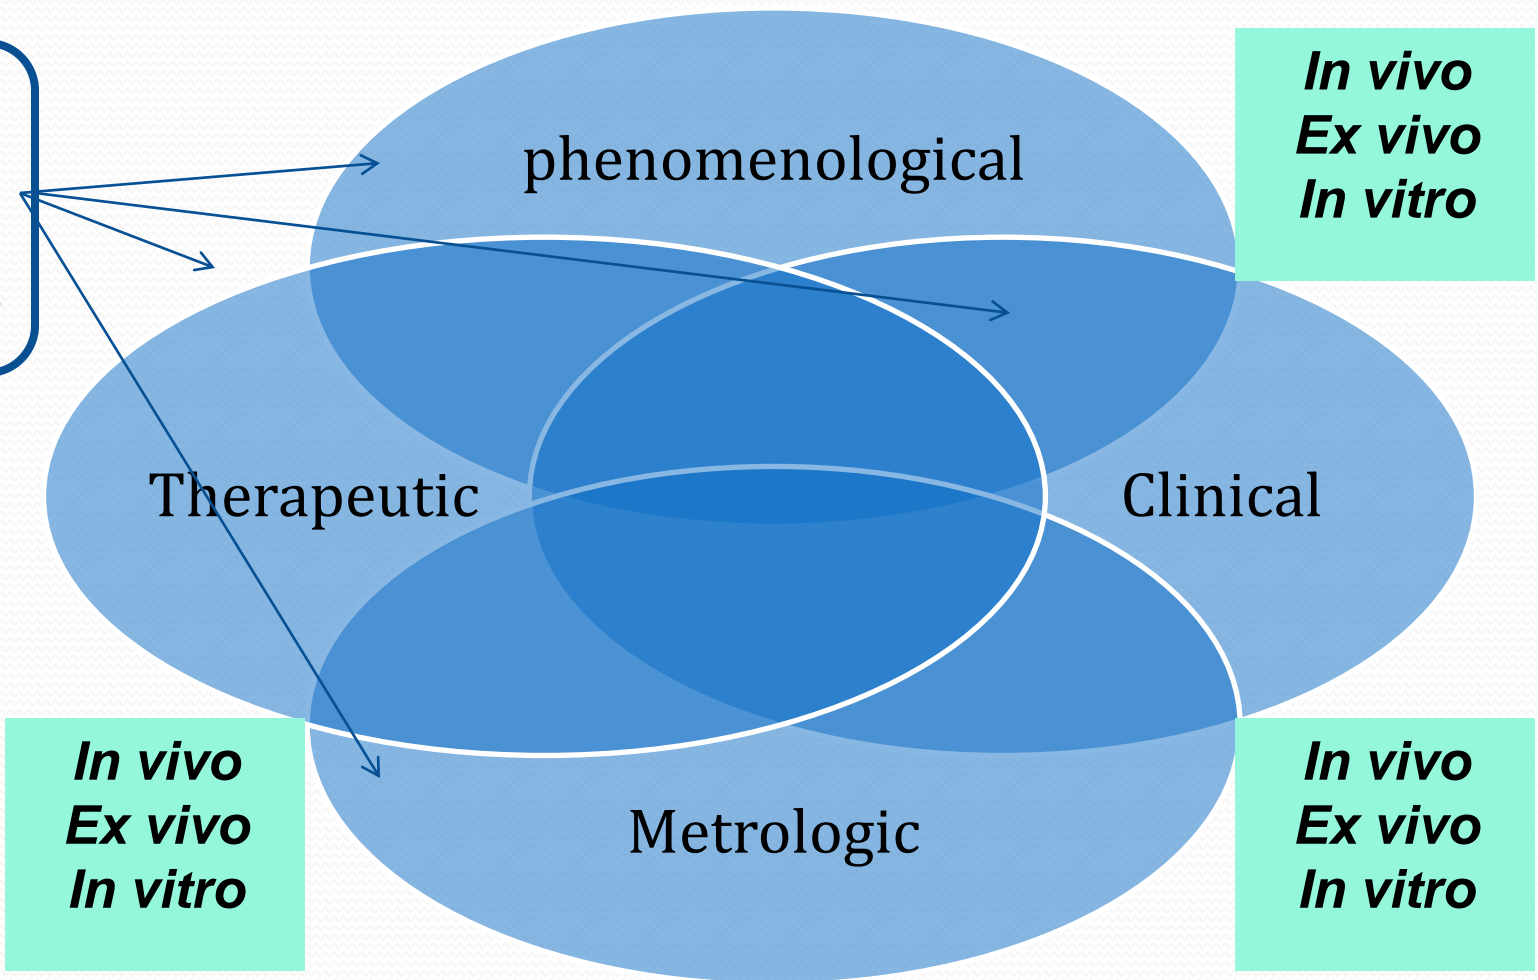 phenomenological
In vivo
Ex vivo
In vitro
Therapeutic
Clinical
In vivo
Ex vivo
In vitro
Metrologic
In vivo
Ex vivo
In vitro